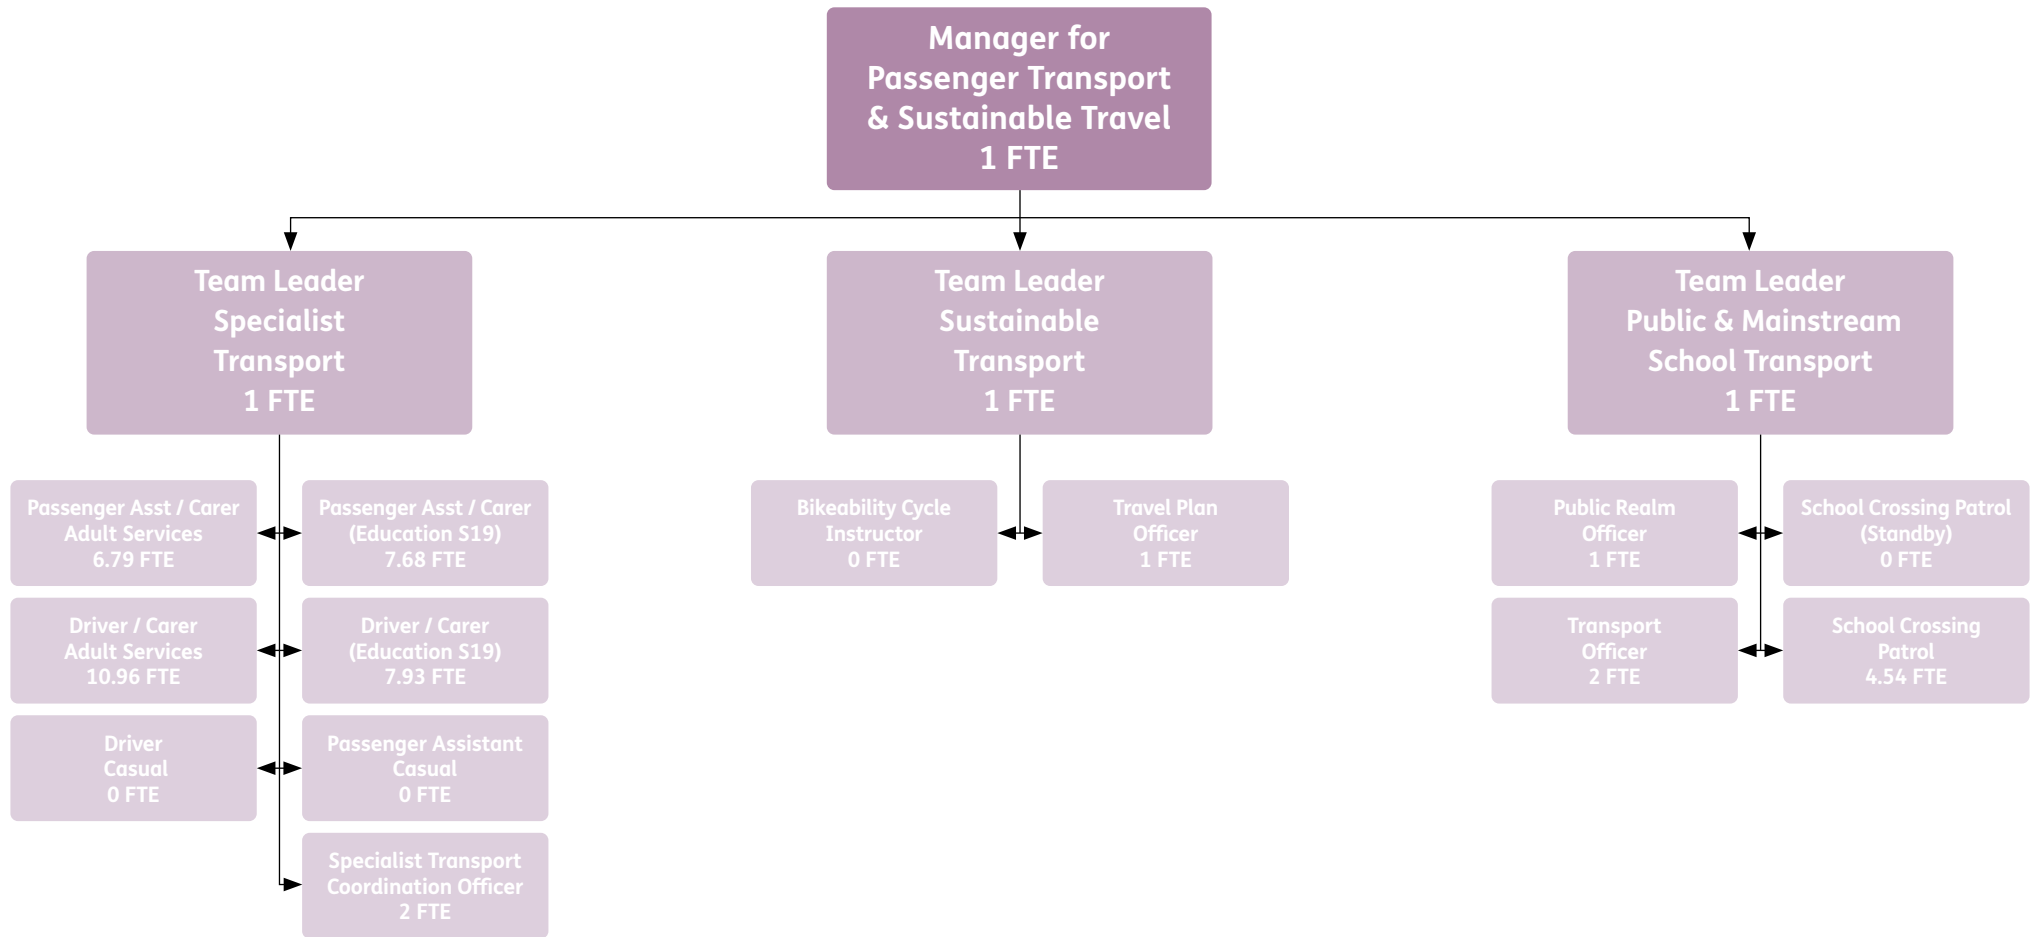 Manager for
Passenger Transport
& Sustainable Travel
1 FTE
Team Leader
Specialist
Transport
1 FTE
Team Leader
Sustainable
Transport
1 FTE
Team Leader
Public & Mainstream
School Transport
1 FTE
Passenger Asst / Carer
Adult Services
6.79 FTE
Passenger Asst / Carer
(Education S19)
7.68 FTE
Driver / Carer
Adult Services
10.96 FTE
Driver / Carer
(Education S19)
7.93 FTE
Driver
Casual
0 FTE
Passenger Assistant
Casual
0 FTE
Specialist Transport
Coordination Officer
2 FTE
Bikeability Cycle
Instructor
0 FTE
Travel Plan
Officer
1 FTE
Public Realm
Officer
1 FTE
School Crossing Patrol
(Standby)
0 FTE
Transport
Officer
2 FTE
School Crossing
Patrol
4.54 FTE